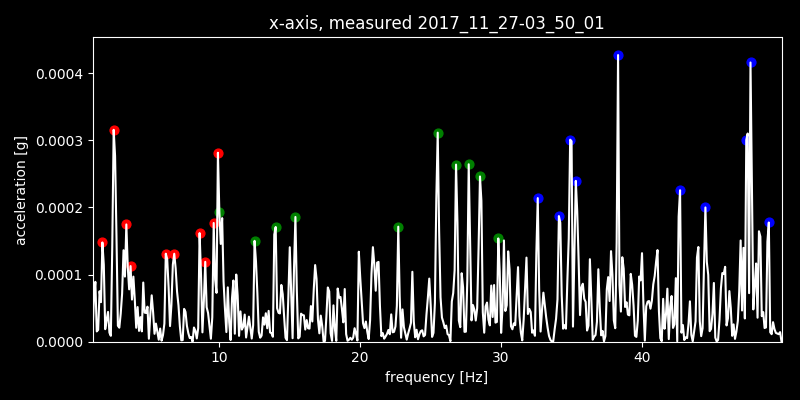 x-axis, measured 2017_11_27-03_50_01
acceleration [g]
0.0004
0.0003
0.0002
0.0001
0.0000
10 20 30 40
frequency [Hz]